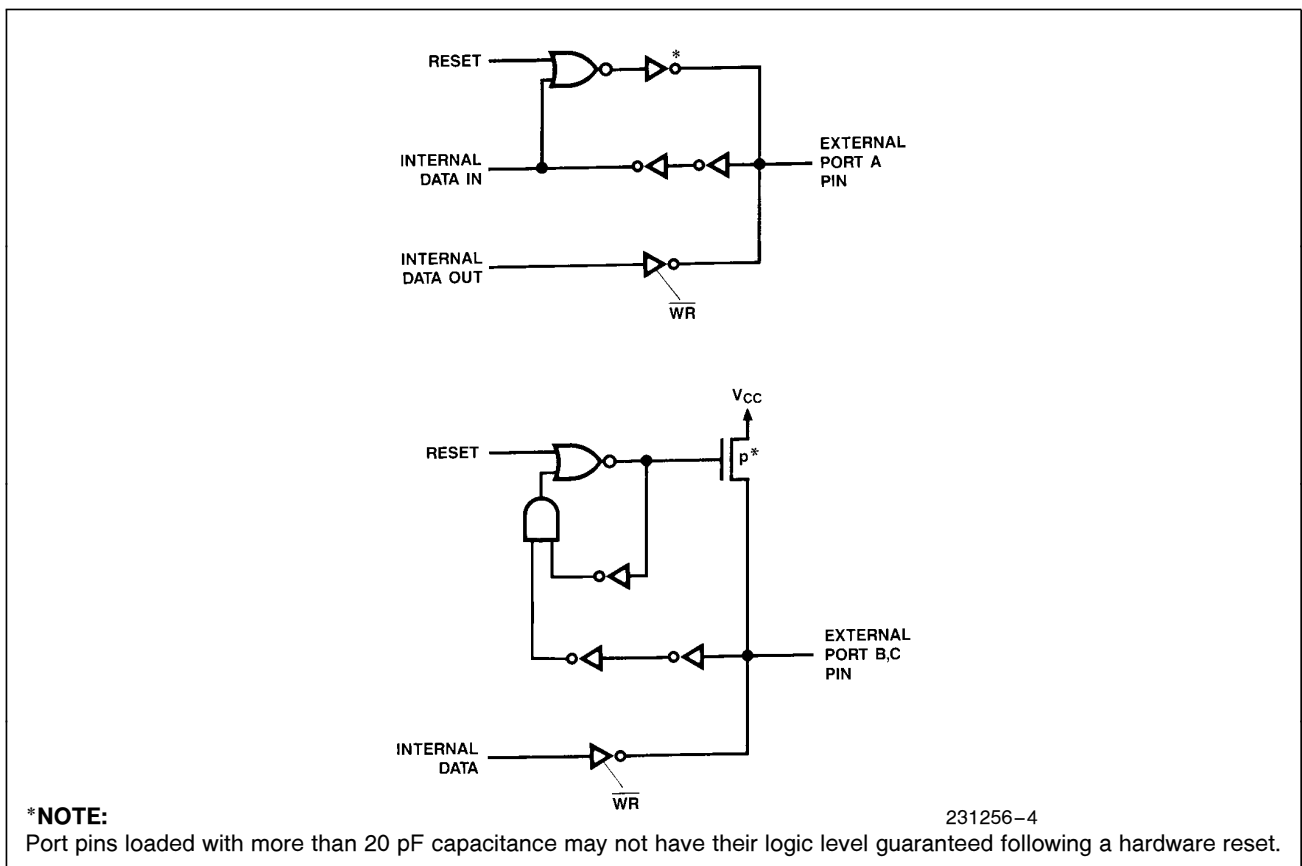 RESET
*
INTERNAL
DATA IN
EXTERNAL
PORT A
PIN
INTERNAL
DATA OUT
WR
VCC
RESET
p*
EXTERNAL
PORT B,C
PIN
INTERNAL
DATA
WR
*NOTE:
231256–4
Port pins loaded with more than 20 pF capacitance may not have their logic level guaranteed following a hardware reset.